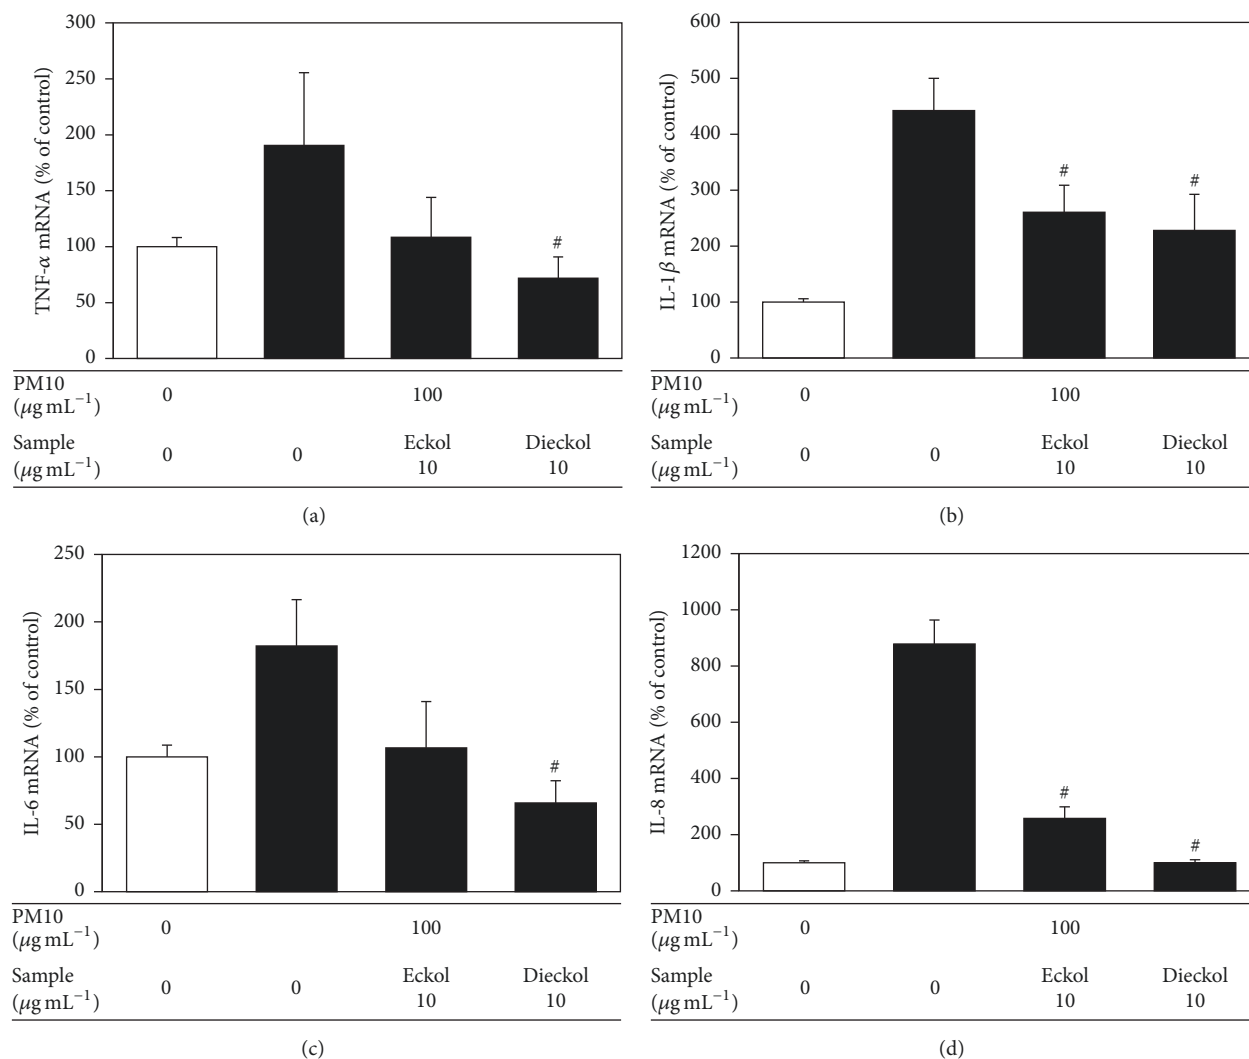 300
250
200
150
100
50
0
TNF-α mRNA (% of control)
#
PM10
(μg mL⁻¹)
0
100
Sample
(μg mL⁻¹)
0
0
Eckol
10
Dieckol
10
(a)
600
500
400
300
200
100
0
IL-1β mRNA (% of control)
#
#
PM10
(μg mL⁻¹)
0
100
Sample
(μg mL⁻¹)
0
0
Eckol
10
Dieckol
10
(b)
250
200
150
100
50
0
IL-6 mRNA (% of control)
#
PM10
(μg mL⁻¹)
0
100
Sample
(μg mL⁻¹)
0
0
Eckol
10
Dieckol
10
(c)
1200
1000
800
600
400
200
0
IL-8 mRNA (% of control)
#
#
PM10
(μg mL⁻¹)
0
100
Sample
(μg mL⁻¹)
0
0
Eckol
10
Dieckol
10
(d)